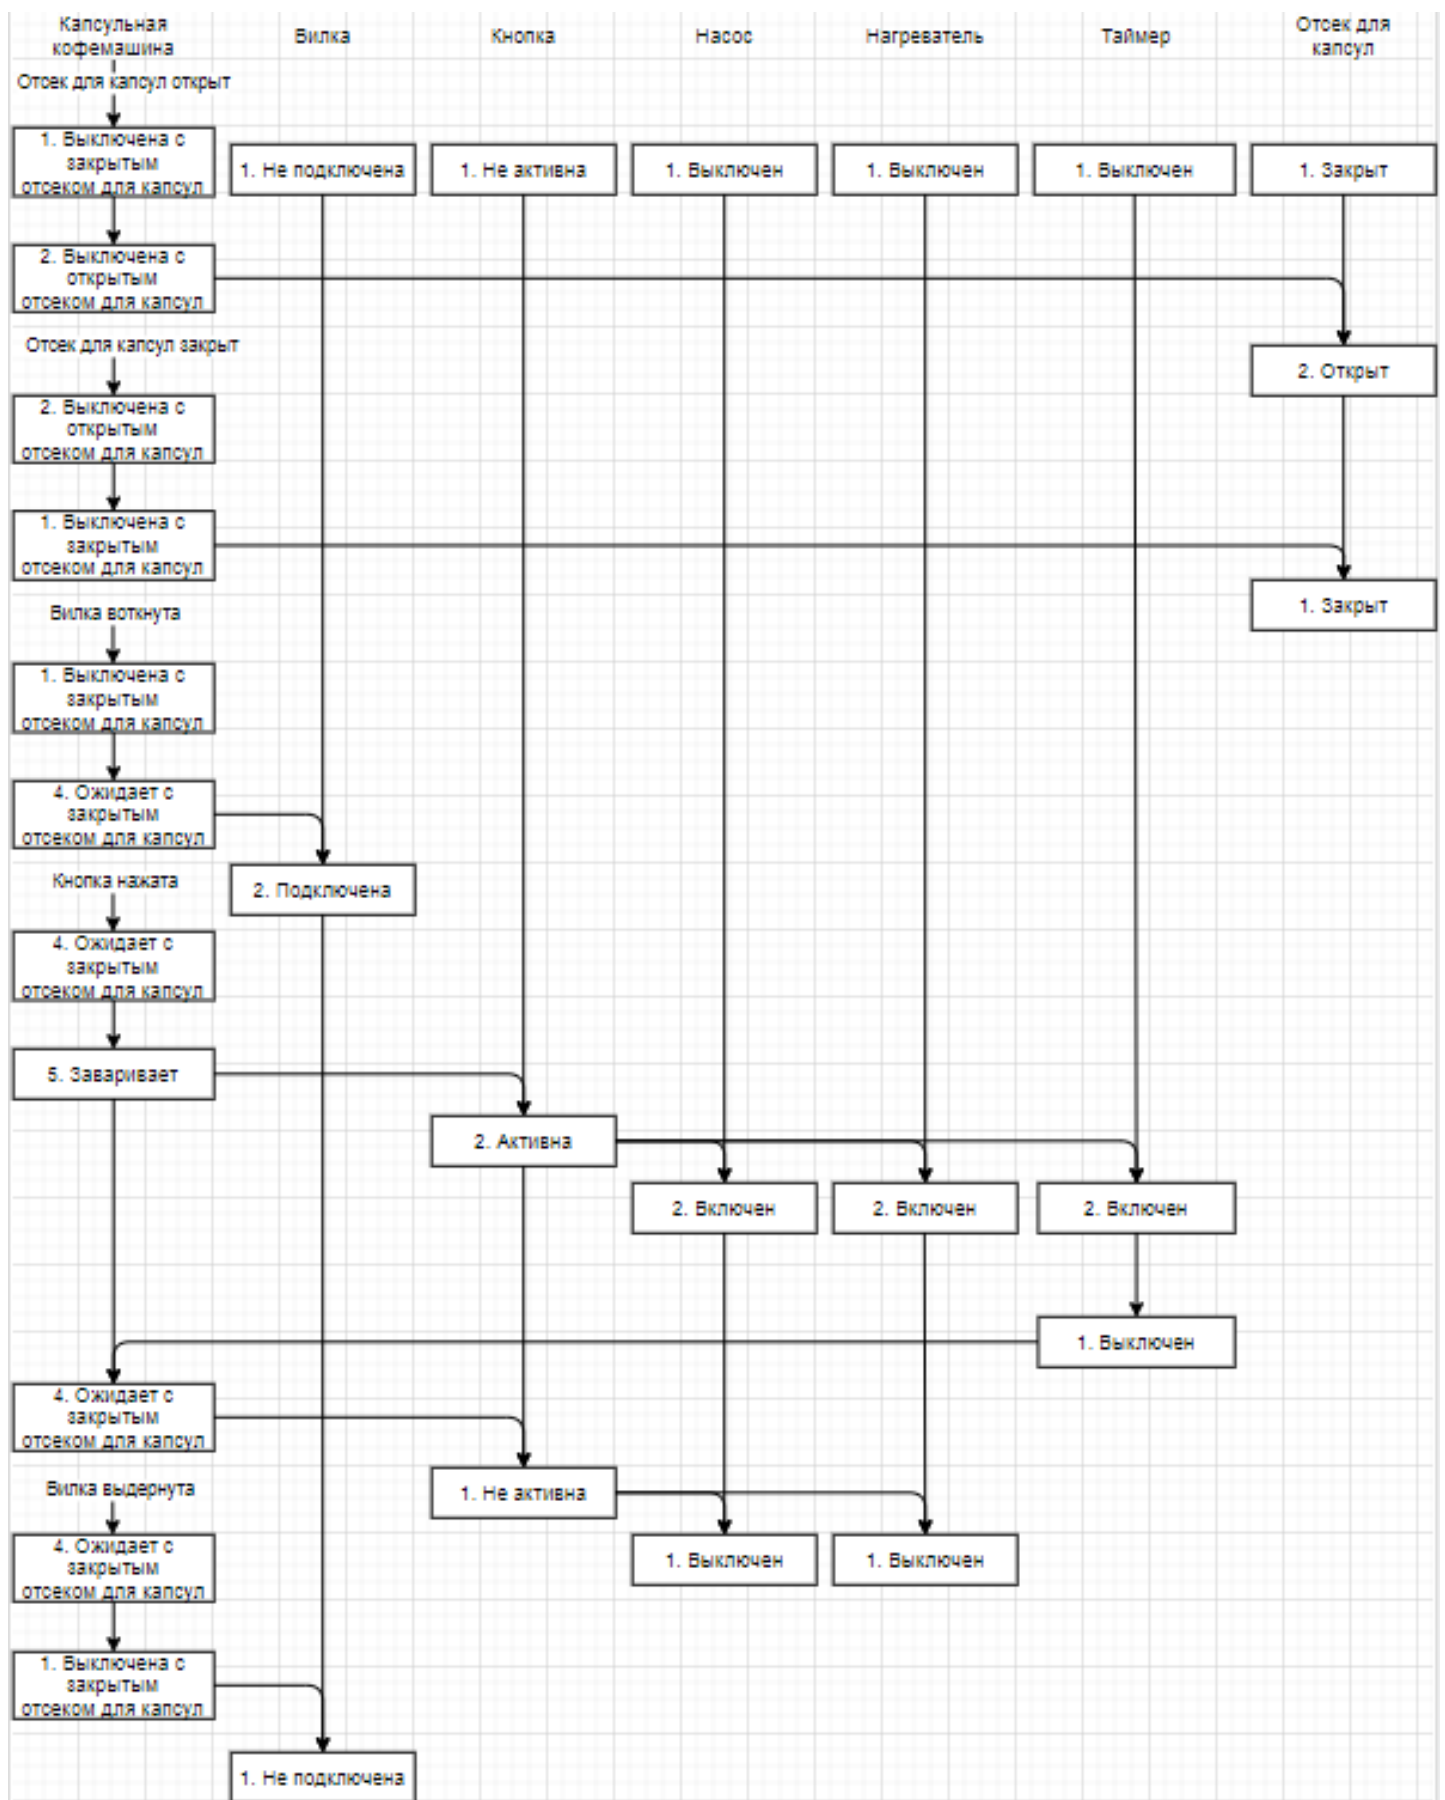 Капсульная
кофемашина
Вилка
Кнопка
Насос
Нагреватель
Таймер
Отсек для
капсул
Отсек для капсул открыт
1. Выключена с
закрытым
отсеком для капсул
1. Не подключена
1. Не активна
1. Выключен
1. Выключен
1. Выключен
1. Закрыт
2. Выключена с
открытым
отсеком для капсул
Отсек для капсул закрыт
2. Открыт
2. Выключена с
открытым
отсеком для капсул
1. Выключена с
закрытым
отсеком для капсул
1. Закрыт
Вилка воткнута
1. Выключена с
закрытым
отсеком для капсул
4. Ожидает с
закрытым
отсеком для капсул
Кнопка нажата
2. Подключена
4. Ожидает с
закрытым
отсеком для капсул
5. Заваривает
2. Активна
2. Включен
2. Включен
2. Включен
1. Выключен
4. Ожидает с
закрытым
отсеком для капсул
Вилка выдернута
1. Не активна
4. Ожидает с
закрытым
отсеком для капсул
1. Выключен
1. Выключен
1. Выключена с
закрытым
отсеком для капсул
1. Не подключена